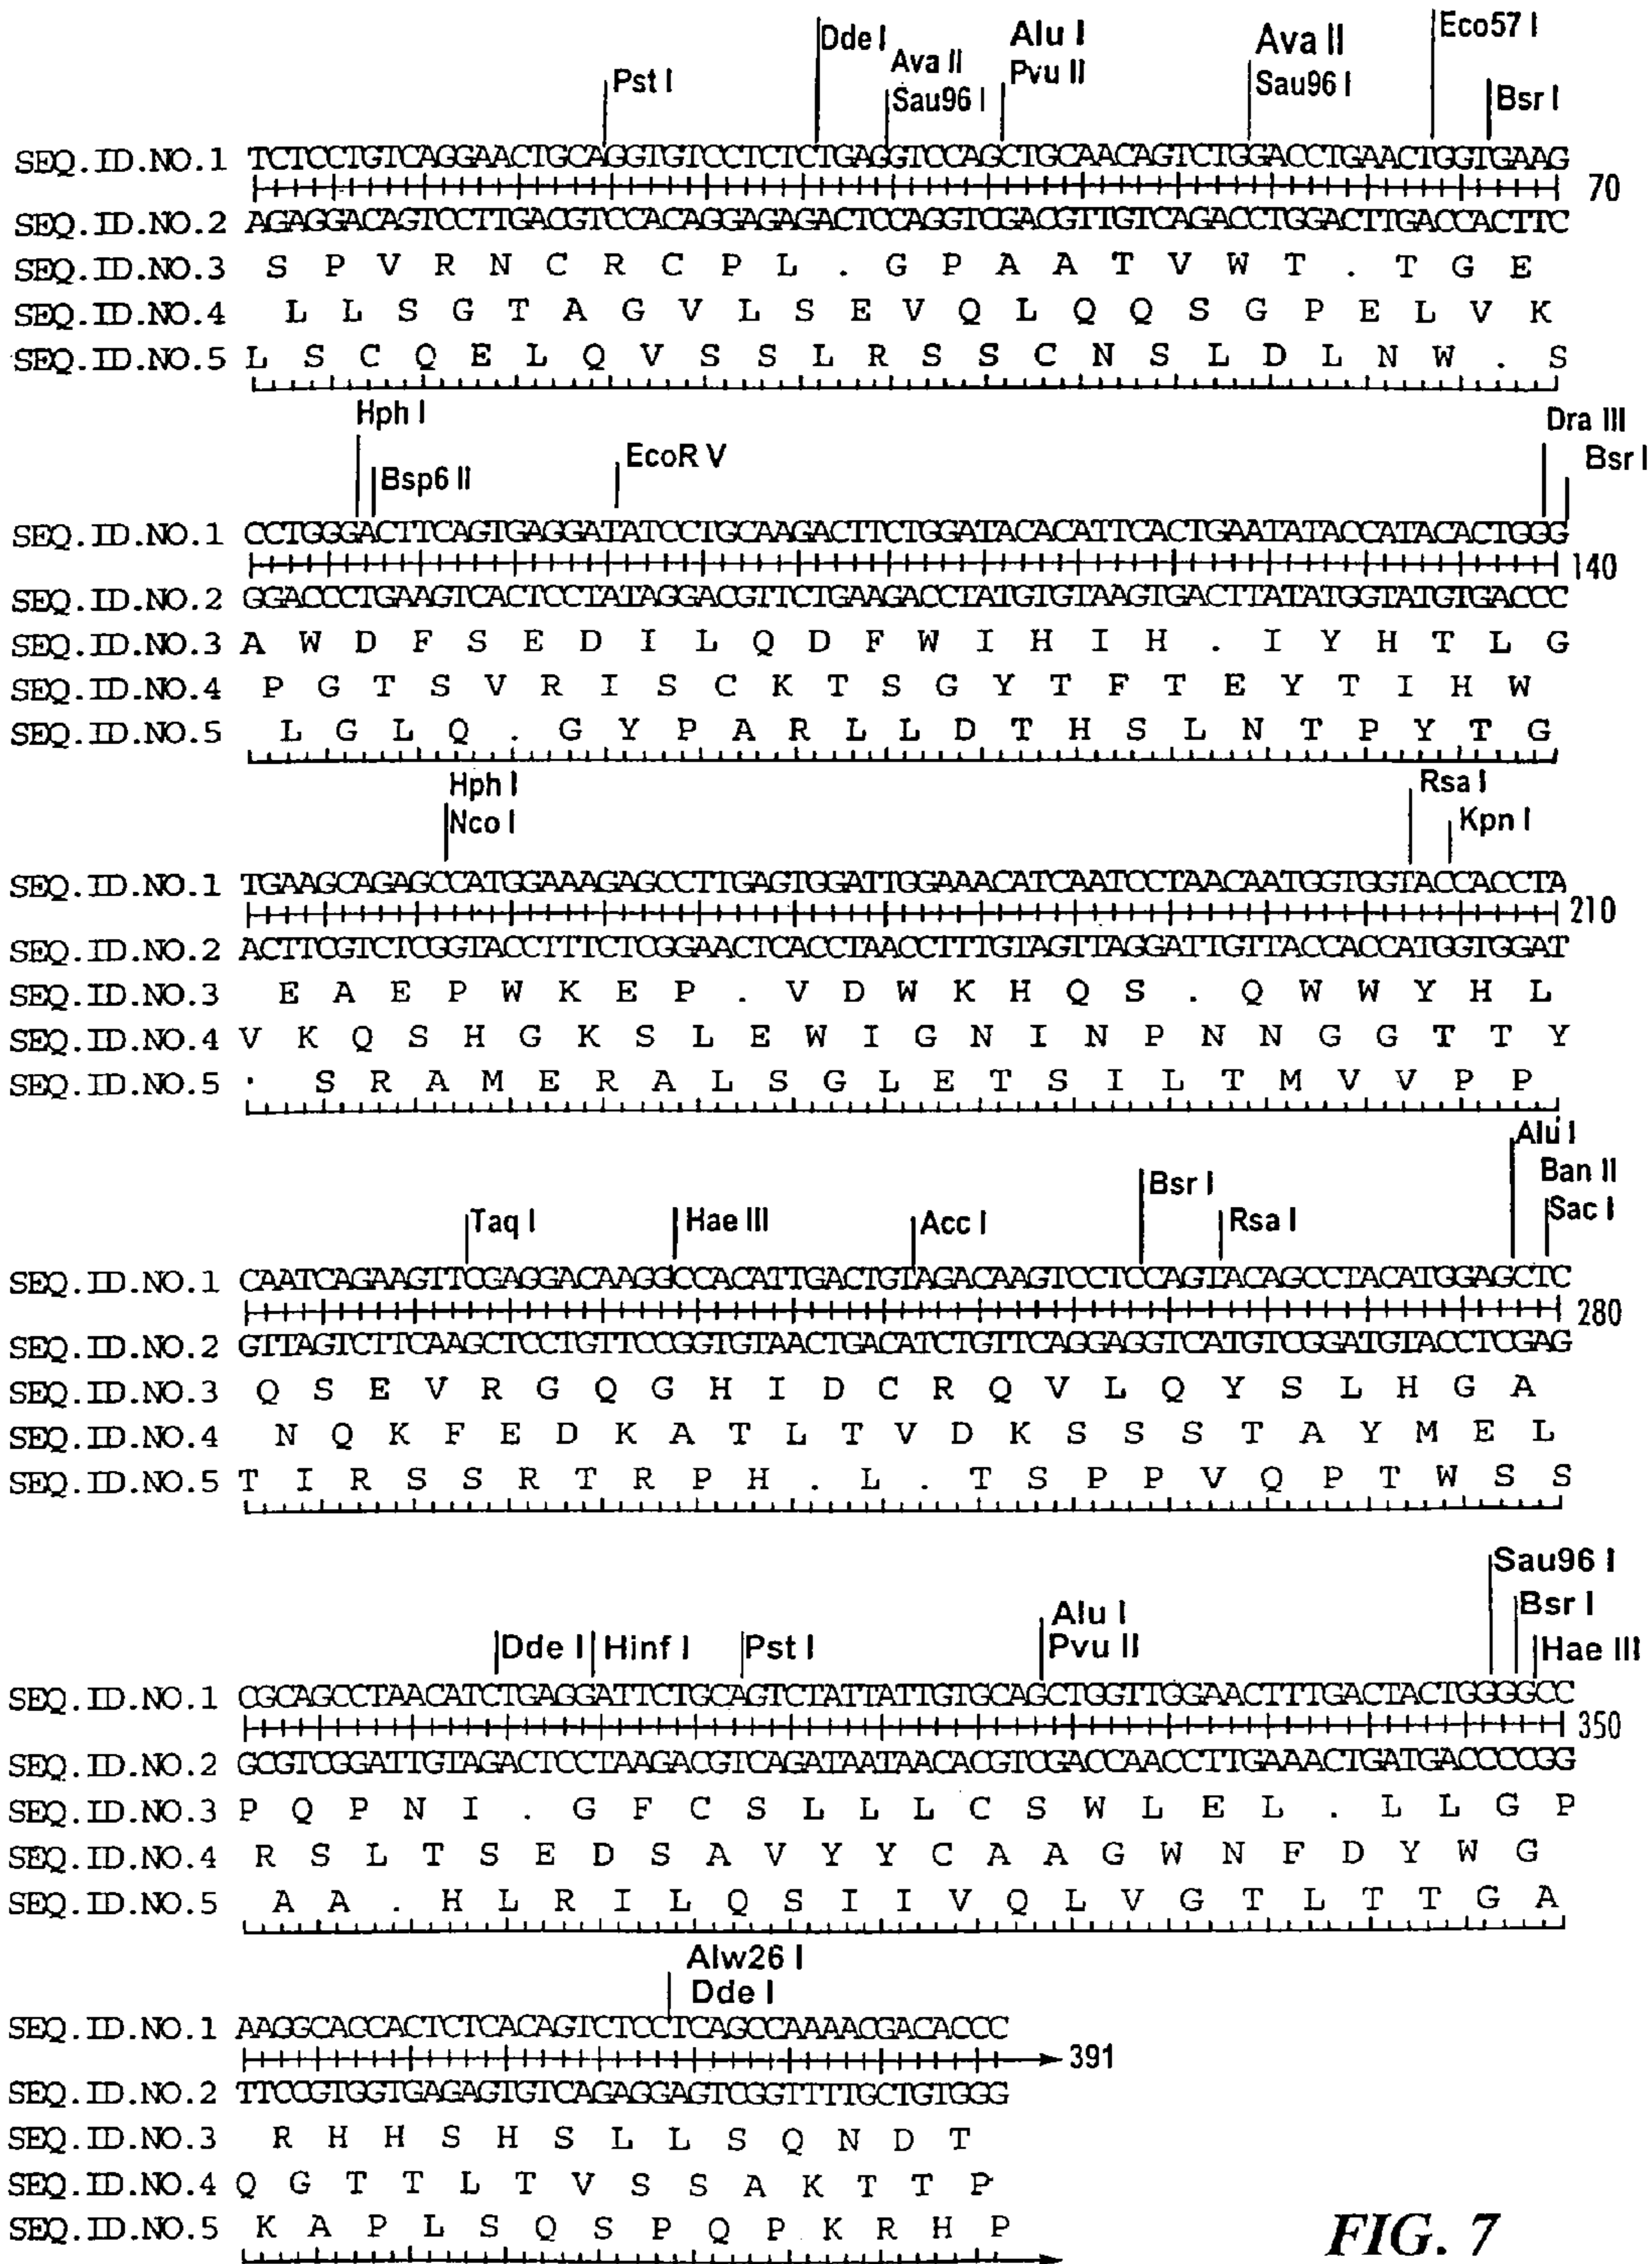 Dde I Alu I Ava II Eco57 I
Pst I Ava II Pvu II Sau96 I Bsr I
Sau96 I
SEQ.ID.NO.1 TCTCCTGTCAGGAACTGCAGGTGTCCTCTCTGAGGTCCAGCTGCAACAGTCTGGACCTGAACTGGTGAAG
70
SEQ.ID.NO.2 AGAGGACAGTCCTTGACGTCCACAGGAGAGACTCCAGGTCGACGTTGTCAGACCTGGACTTGACCACTTC
SEQ.ID.NO.3 S P V R N C R C P L . G P A A T V W T . T G E
SEQ.ID.NO.4 L L S G T A G V L S E V Q L Q Q S G P E L V K
SEQ.ID.NO.5 L S C Q E L Q V S S L R S S C N S L D L N W . S
Hph I Dra III
Bsp6 II EcoR V Bsr I
SEQ.ID.NO.1 CCTGGGACTTCAGTGAGGATATCCTGCAAGACTTCTGGATACACATTCACTGAATATACCATACACTGGG
140
SEQ.ID.NO.2 GGACCCTGAAGTCACTCCTATAGGACGTTCTGAAGACCTATGTGTAAGTGACTTATATGGTATGTGACCC
SEQ.ID.NO.3 A W D F S E D I L Q D F W I H I H . I Y H T L G
SEQ.ID.NO.4 P G T S V R I S C K T S G Y T F T E Y T I H W
SEQ.ID.NO.5 L G L Q . G Y P A R L L D T H S L N T P Y T G
Hph I Rsa I
Nco I Kpn I
SEQ.ID.NO.1 TGAAGCAGAGCCATGGAAAGAGCCTTGAGTGGATTGGAAACATCAATCCTAACAATGGTGGTACCACCTA
210
SEQ.ID.NO.2 ACTTCGTCTCGGTACCTTTCTCGGAACTCACCTAACCTTTGTAGTTAGGATTGTTACCACCATGGTGGAT
SEQ.ID.NO.3 E A E P W K E P . V D W K H Q S . Q W W Y H L
SEQ.ID.NO.4 V K Q S H G K S L E W I G N I N P N N G G T T Y
SEQ.ID.NO.5 . S R A M E R A L S G L E T S I L T M V V P P
Alu I
Bsr I Ban II
Taq I Hae III Acc I Rsa I Sac I
SEQ.ID.NO.1 CAATCAGAAGTTCGAGGACAAGGCCACATTGACTGTAGACAAGTCCTCCAGTACAGCCTACATGGAGCTC
280
SEQ.ID.NO.2 GTTAGTCTTCAAGCTCCTGTTCCGGTGTAACTGACATCTGTTCAGGAGGTCATGTCGGATGTACCTCGAG
SEQ.ID.NO.3 Q S E V R G Q G H I D C R Q V L Q Y S L H G A
SEQ.ID.NO.4 N Q K F E D K A T L T V D K S S S T A Y M E L
SEQ.ID.NO.5 T I R S S R T R P H . L . T S P P V Q P T W S S
Sau96 I
Alu I Bsr I
Dde I Hinf I Pst I Pvu II Hae III
SEQ.ID.NO.1 CGCAGCCTAACATCTGAGGATTCTGCAGTCTATTATTGTGCAGCTGGTTGGAACTTTGACTACTGGGGCC
350
SEQ.ID.NO.2 GCGTCGGATTGTAGACTCCTAAGACGTCAGATAATAACACGTCGACCAACCTTGAAACTGATGACCCCGG
SEQ.ID.NO.3 P Q P N I . G F C S L L L C S W L E L . L L G P
SEQ.ID.NO.4 R S L T S E D S A V Y Y C A A G W N F D Y W G
SEQ.ID.NO.5 A A . H L R I L Q S I I V Q L V G T L T T G A
Alw26 I
Dde I
SEQ.ID.NO.1 AAGGCACCACTCTCACAGTCTCCTCAGCCAAAACGACACCC
391
SEQ.ID.NO.2 TTCCGTGGTGAGAGTGTCAGAGGAGTCGGTTTTGCTGTGGG
SEQ.ID.NO.3 R H H S H S L L S Q N D T
SEQ.ID.NO.4 Q G T T L T V S S A K T T P
SEQ.ID.NO.5 K A P L S Q S P Q P K R H P
FIG. 7